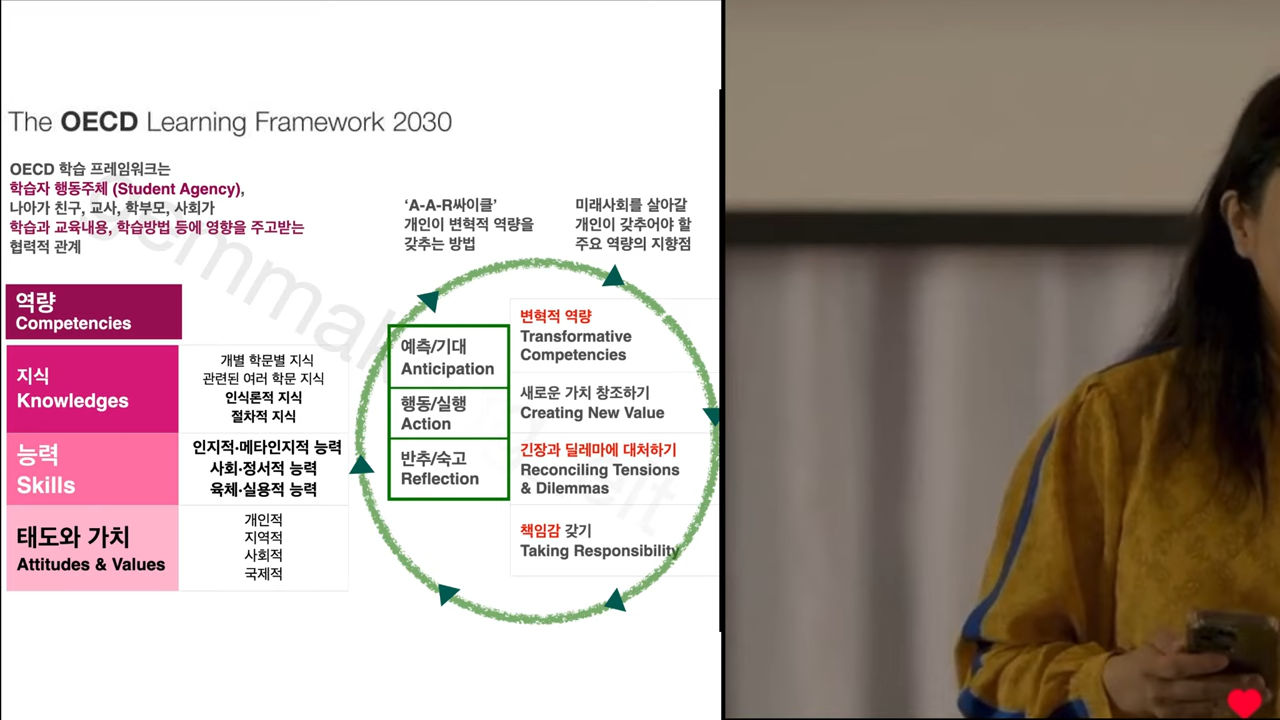 The OECD Learning Framework 2030
OECD 학습 프레임워크는
학습자 행동주체 (Student Agency),
나아가 친구, 교사, 학부모, 사회가
학습과 교육내용, 학습방법 등에 영향을 주고받는
협력적 관계
‘A-A-R싸이클’
개인이 변혁적 역량을
갖추는 방법
미래사회를 살아갈
개인이 갖추어야 할
주요 역량의 지향점
역량
Competencies
지식
Knowledges
개별 학문별 지식
관련된 여러 학문 지식
인식론적 지식
절차적 지식
능력
Skills
인지적·메타인지적 능력
사회·정서적 능력
육체·실용적 능력
태도와 가치
Attitudes & Values
개인적
지역적
사회적
국제적
예측/기대
Anticipation
행동/실행
Action
반추/숙고
Reflection
변혁적 역량
Transformative
Competencies
새로운 가치 창조하기
Creating New Value
긴장과 딜레마에 대처하기
Reconciling Tensions
& Dilemmas
책임감 갖기
Taking Responsibility